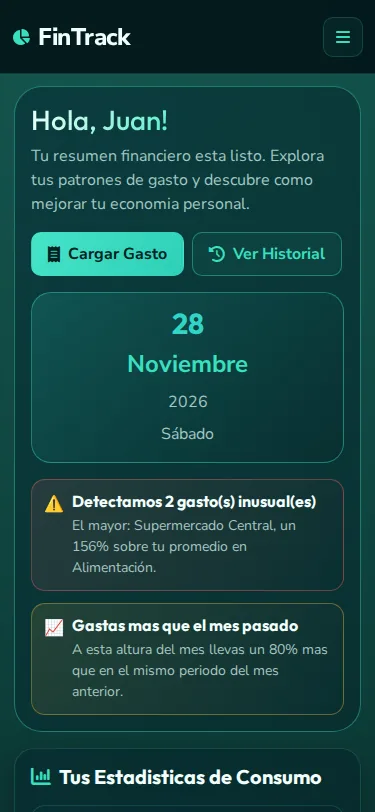 FinTrack
Hola, Juan!
Tu resumen financiero esta listo. Explora
tus patrones de gasto y descubre como
mejorar tu economia personal.
Cargar Gasto
Ver Historial
28
Noviembre
2026
Sábado
Detectamos 2 gasto(s) inusual(es)
El mayor: Supermercado Central, un
156% sobre tu promedio en
Alimentación.
Gastas mas que el mes pasado
A esta altura del mes llevas un 80% mas
que en el mismo periodo del mes
anterior.
Tus Estadisticas de Consumo